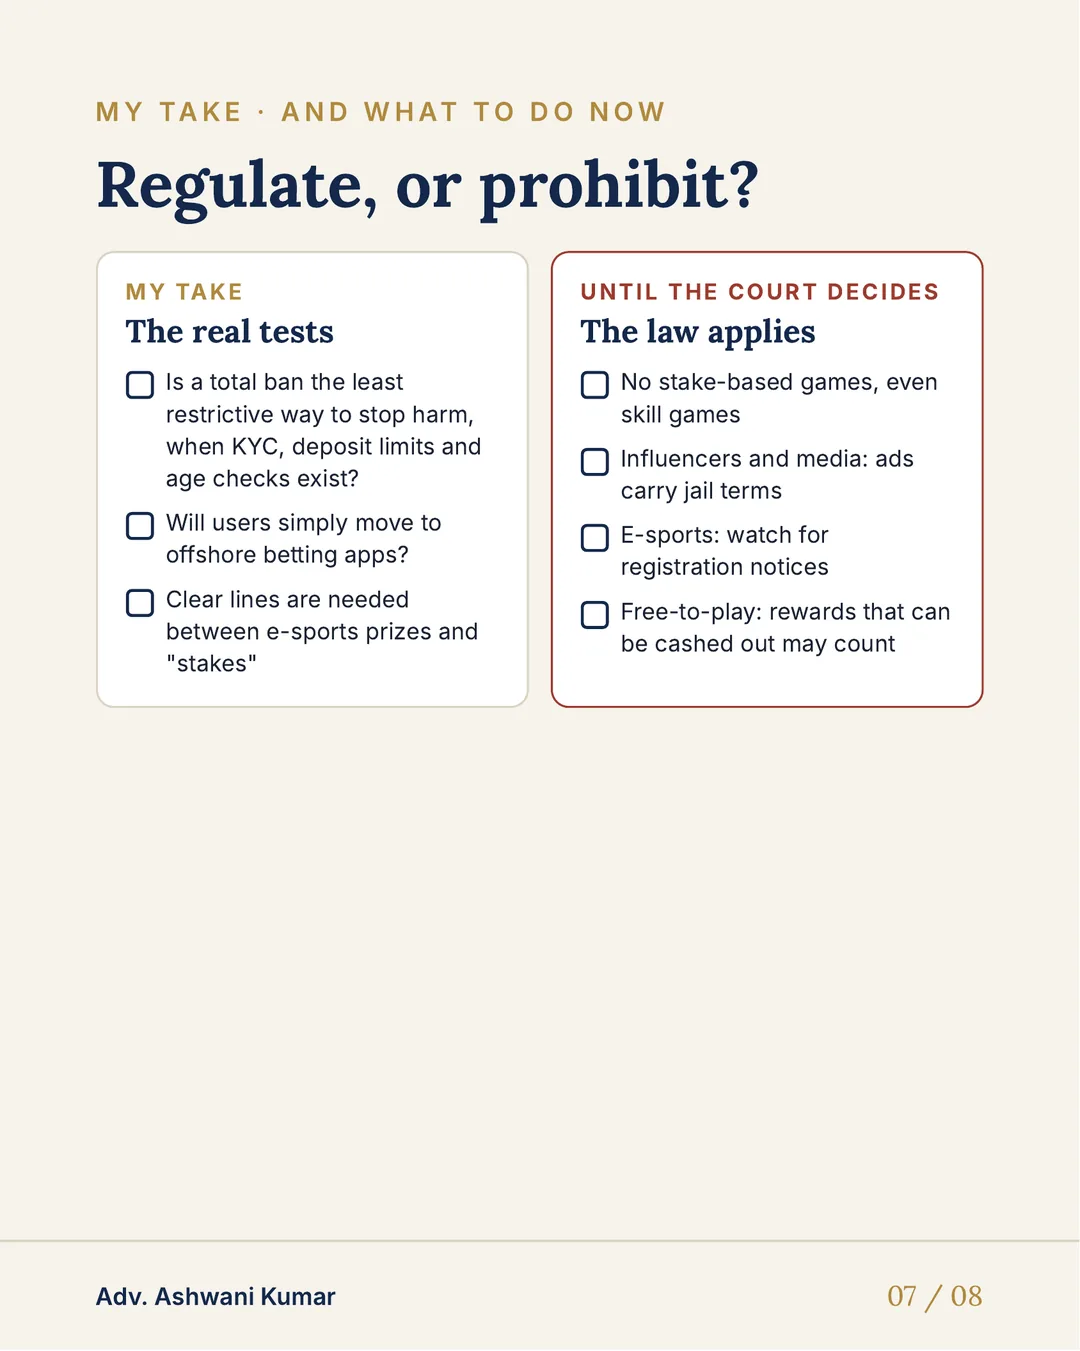 MY TAKE · AND WHAT TO DO NOW
Regulate, or prohibit?
MY TAKE
The real tests
Is a total ban the least
restrictive way to stop harm,
when KYC, deposit limits and
age checks exist?
Will users simply move to
offshore betting apps?
Clear lines are needed
between e-sports prizes and
"stakes"
UNTIL THE COURT DECIDES
The law applies
No stake-based games, even
skill games
Influencers and media: ads
carry jail terms
E-sports: watch for
registration notices
Free-to-play: rewards that can
be cashed out may count
Adv. Ashwani Kumar
07 / 08